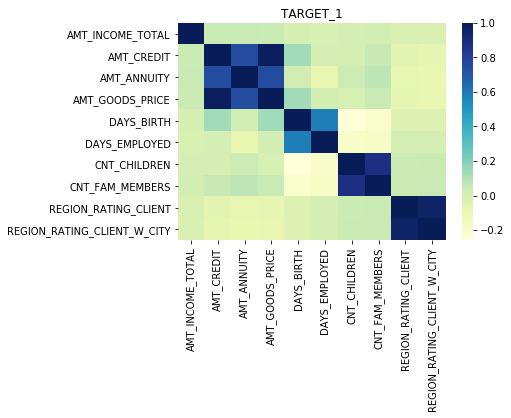 TARGET_1
AMT_INCOME_TOTAL
AMT_CREDIT
AMT_ANNUITY
AMT_GOODS_PRICE
DAYS_BIRTH
DAYS_EMPLOYED
CNT_CHILDREN
CNT_FAM_MEMBERS
REGION_RATING_CLIENT
REGION_RATING_CLIENT_W_CITY
AMT_INCOME_TOTAL
AMT_CREDIT
AMT_ANNUITY
AMT_GOODS_PRICE
DAYS_BIRTH
DAYS_EMPLOYED
CNT_CHILDREN
CNT_FAM_MEMBERS
REGION_RATING_CLIENT
REGION_RATING_CLIENT_W_CITY
1.0
0.8
0.6
0.4
0.2
0.0
−0.2